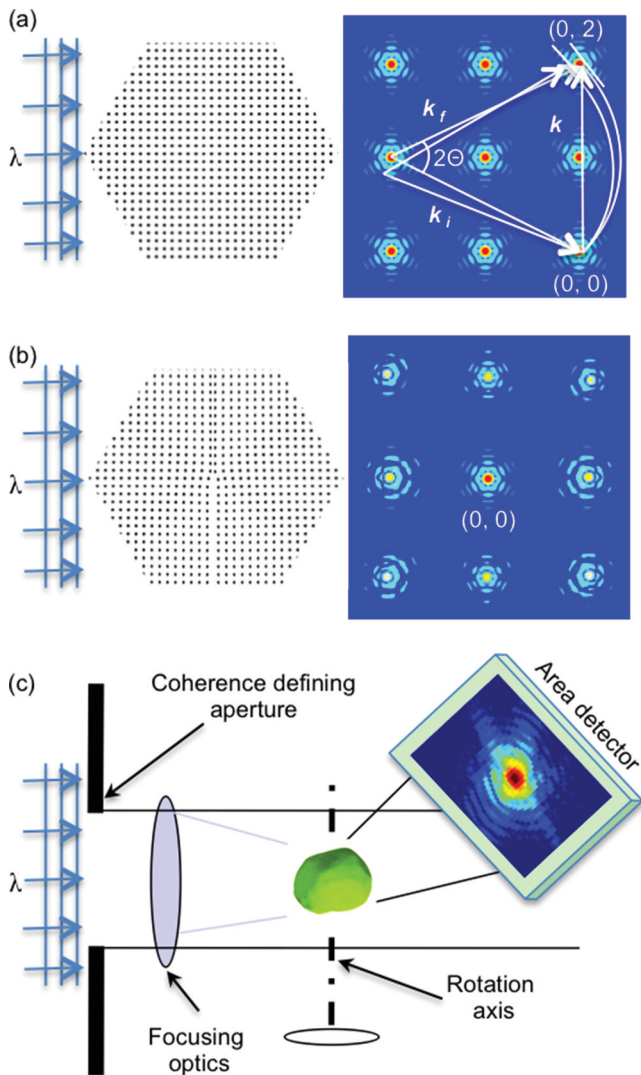 (a)
(0, 2)
k f
k
λ
2Θ
k i
(0, 0)
(b)
λ
(0, 0)
(c)
Coherence defining
aperture
Area detector
λ
Rotation
axis
Focusing
optics